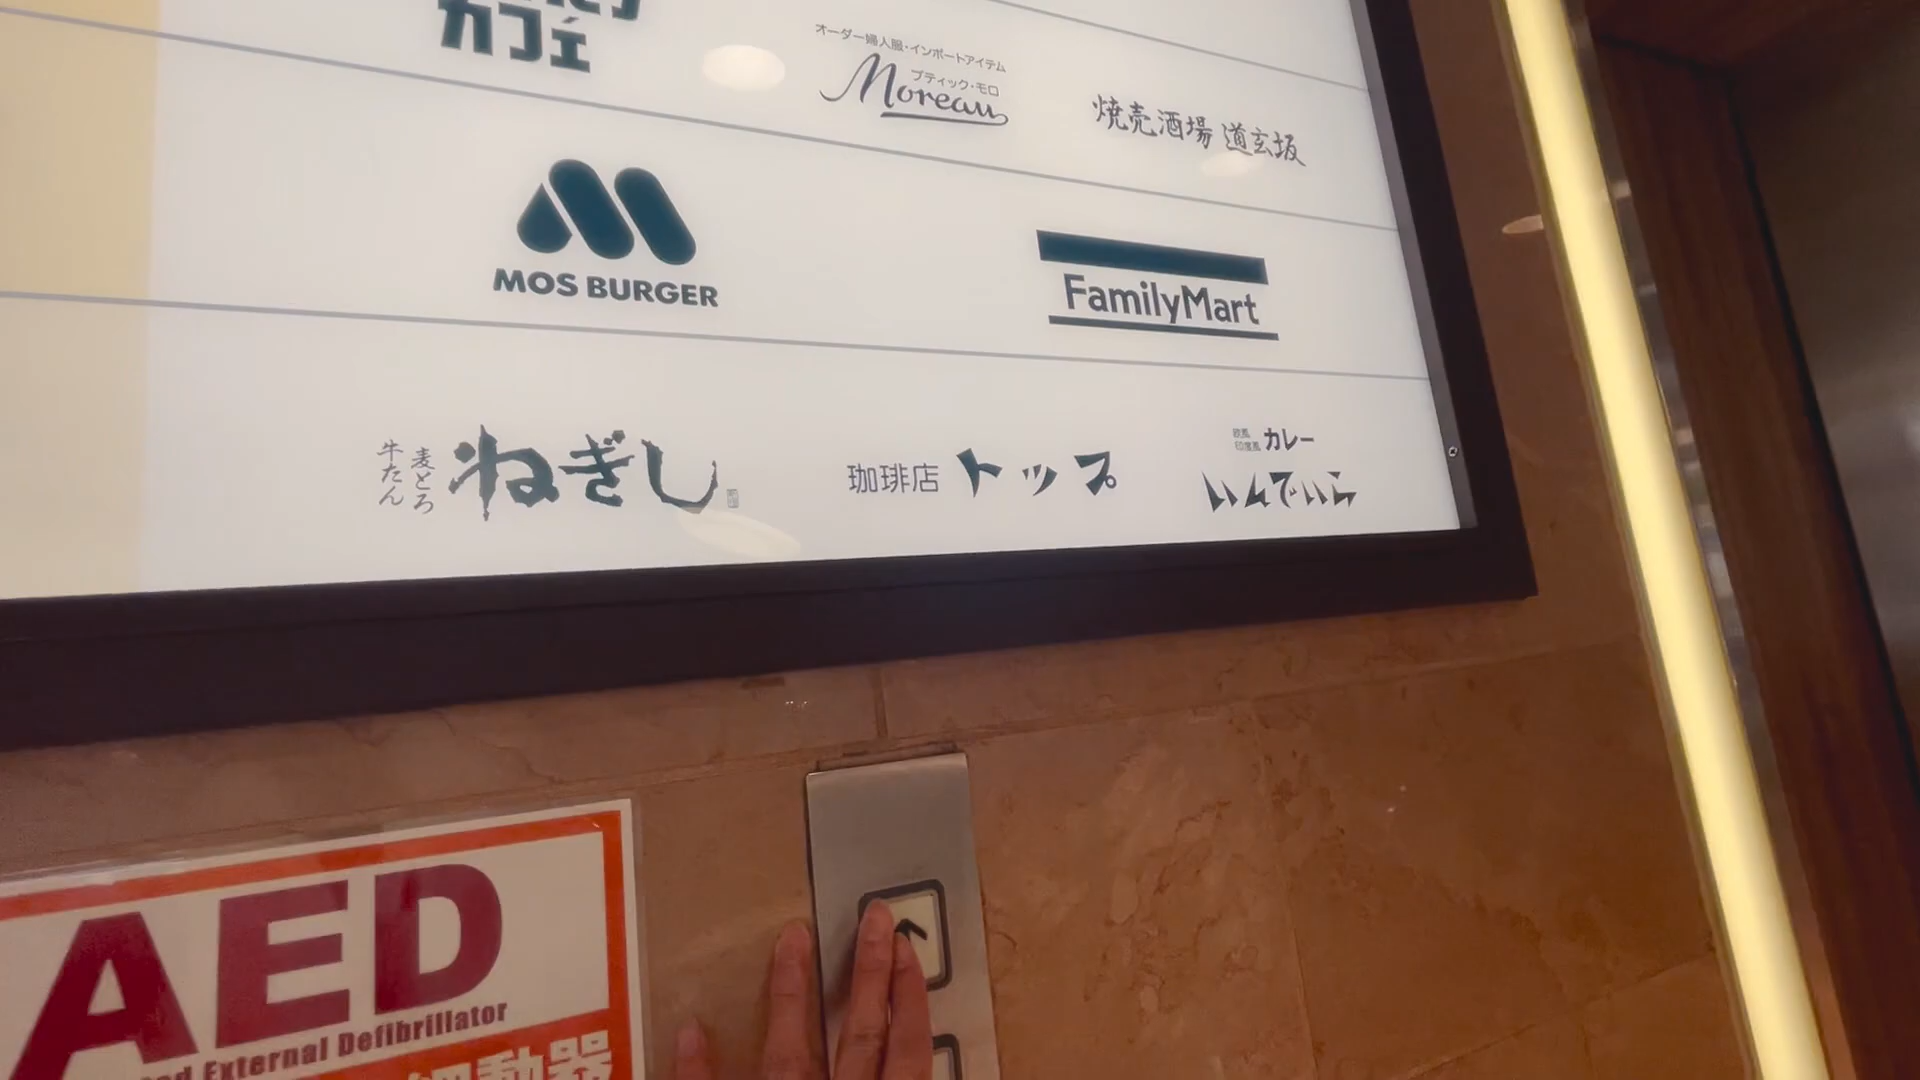 カフェ
オーダー婦人服・インポートアイテム
ブティック・モロ
Moreau
焼売酒場 道玄坂
MOS BURGER
FamilyMart
牛たん
麦とろ
ねぎし
珈琲店 トップ
欧風
印度風
カレー
いんでいら
AED
External Defibrillator
動器